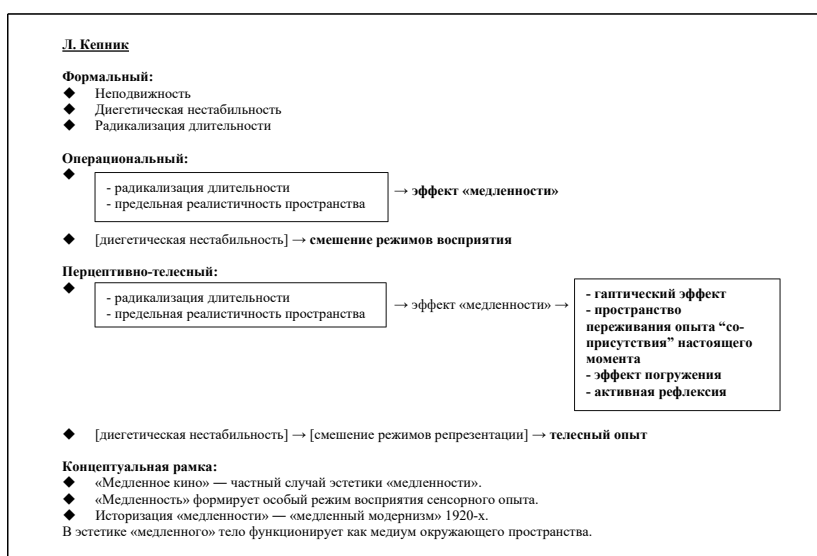 Л. Кепник
Формальный:
◆ Неподвижность
◆ Диегетическая нестабильность
◆ Радикализация длительности
Операциональный:
◆
- радикализация длительности
- предельная реалистичность пространства
→ эффект «медленности»
◆ [диегетическая нестабильность] → смешение режимов восприятия
Перцептивно-телесный:
◆
- радикализация длительности
- предельная реалистичность пространства
→ эффект «медленности» →
- гаптический эффект
- пространство
переживания опыта “со-
присутствия” настоящего
момента
- эффект погружения
- активная рефлексия
◆ [диегетическая нестабильность] → [смешение режимов репрезентации] → телесный опыт
Концептуальная рамка:
◆ «Медленное кино» — частный случай эстетики «медленности».
◆ «Медленность» формирует особый режим восприятия сенсорного опыта.
◆ Историзация «медленности» — «медленный модернизм» 1920-х.
В эстетике «медленного» тело функционирует как медиум окружающего пространства.